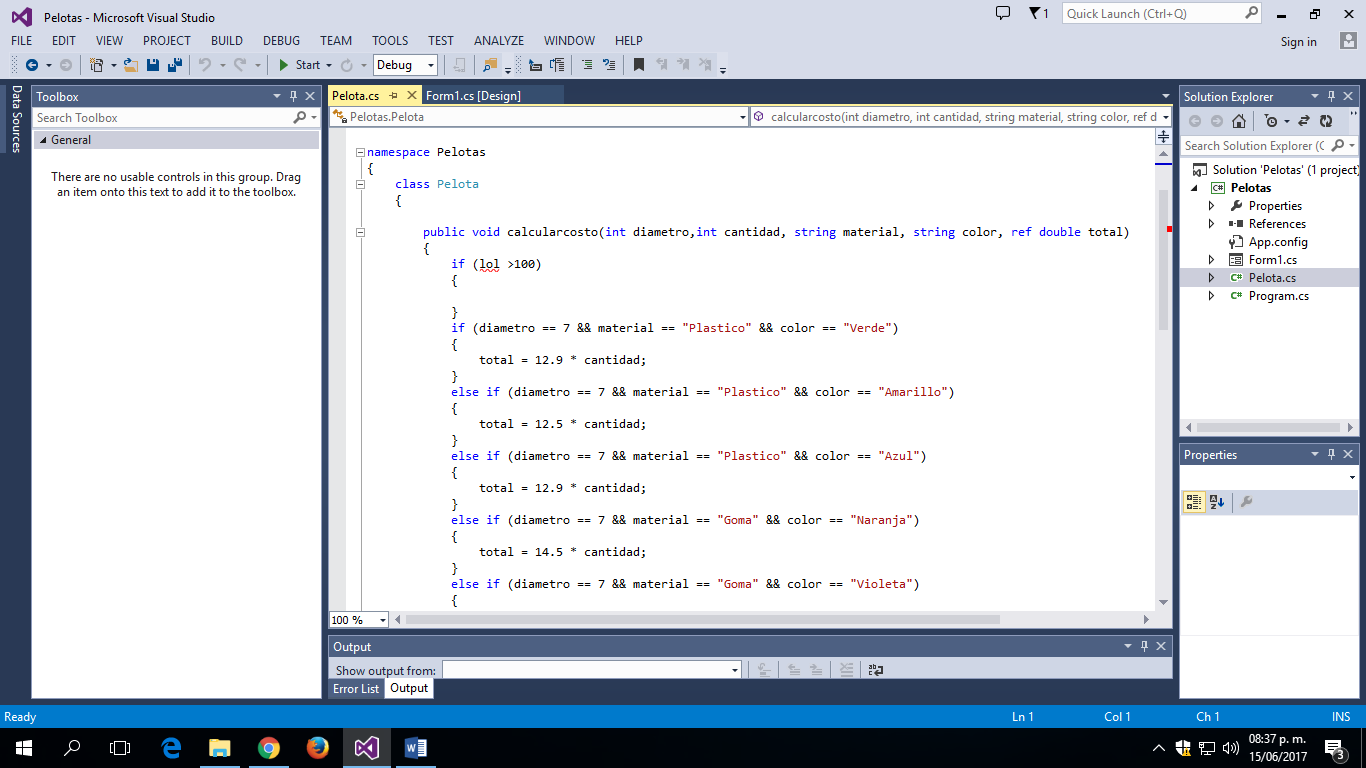 Pelotas - Microsoft Visual Studio
1
Quick Launch (Ctrl+Q)
FILE EDIT VIEW PROJECT BUILD DEBUG TEAM TOOLS TEST ANALYZE WINDOW HELP
Sign in
Start
Debug
Data Sources
Toolbox
Search Toolbox
General
There are no usable controls in this group. Drag
an item onto this text to add it to the toolbox.
Pelota.cs
Form1.cs [Design]
Pelotas.Pelota
calcularcosto(int diametro, int cantidad, string material, string color, ref d
namespace Pelotas
{
class Pelota
{
public void calcularcosto(int diametro,int cantidad, string material, string color, ref double total)
{
if (lol >100)
{
}
if (diametro == 7 && material == "Plastico" && color == "Verde")
{
total = 12.9 * cantidad;
}
else if (diametro == 7 && material == "Plastico" && color == "Amarillo")
{
total = 12.5 * cantidad;
}
else if (diametro == 7 && material == "Plastico" && color == "Azul")
{
total = 12.9 * cantidad;
}
else if (diametro == 7 && material == "Goma" && color == "Naranja")
{
total = 14.5 * cantidad;
}
else if (diametro == 7 && material == "Goma" && color == "Violeta")
{
100 %
Output
Show output from:
Error List
Output
Solution Explorer
Search Solution Explorer (C
Solution 'Pelotas' (1 project)
C# Pelotas
Properties
References
App.config
Form1.cs
C# Pelota.cs
C# Program.cs
Properties
Ready
Ln 1
Col 1
Ch 1
INS
08:37 p. m.
15/06/2017
3